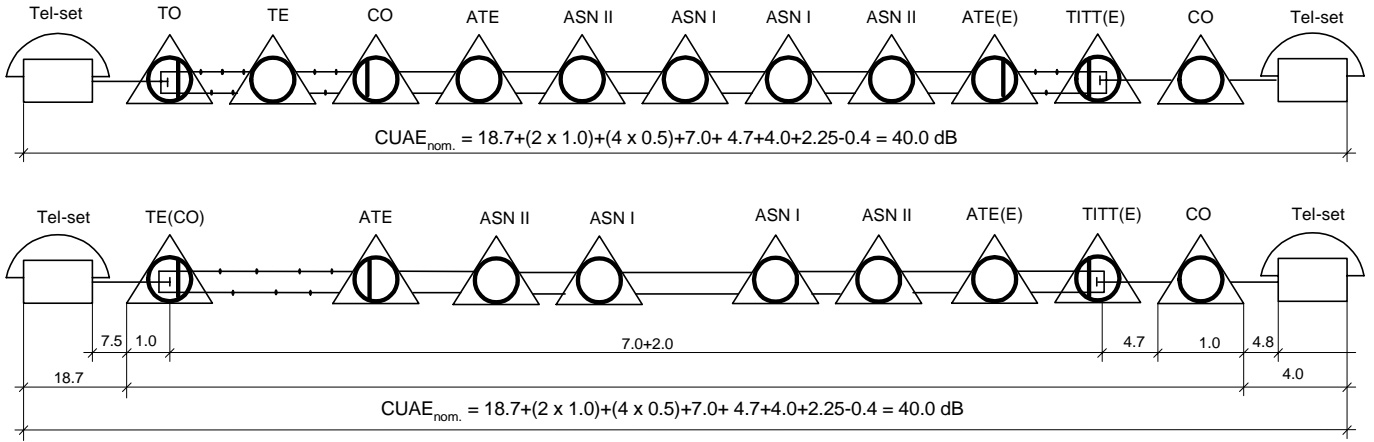 Tel-set TO TE CO ATE ASN II ASN I ASN I ASN II ATE(E) TITT(E) CO Tel-set
CUAEnom. = 18.7+(2 x 1.0)+(4 x 0.5)+7.0+ 4.7+4.0+2.25-0.4 = 40.0 dB
Tel-set TE(CO) ATE ASN II ASN I ASN I ASN II ATE(E) TITT(E) CO Tel-set
7.5 1.0 7.0+2.0 4.7 1.0 4.8
18.7 4.0
CUAEnom. = 18.7+(2 x 1.0)+(4 x 0.5)+7.0+ 4.7+4.0+2.25-0.4 = 40.0 dB